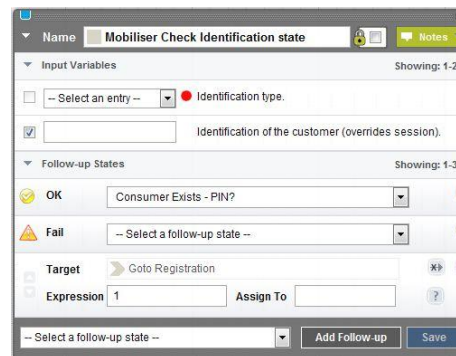 Name Mobiliser Check Identification state Notes
Input Variables Showing: 1-2
-- Select an entry -- Identification type.
Identification of the customer (overrides session).
Follow-up States Showing: 1-3
OK Consumer Exists - PIN?
Fail -- Select a follow-up state --
Target Goto Registration
Expression 1 Assign To ?
-- Select a follow-up state -- Add Follow-up Save